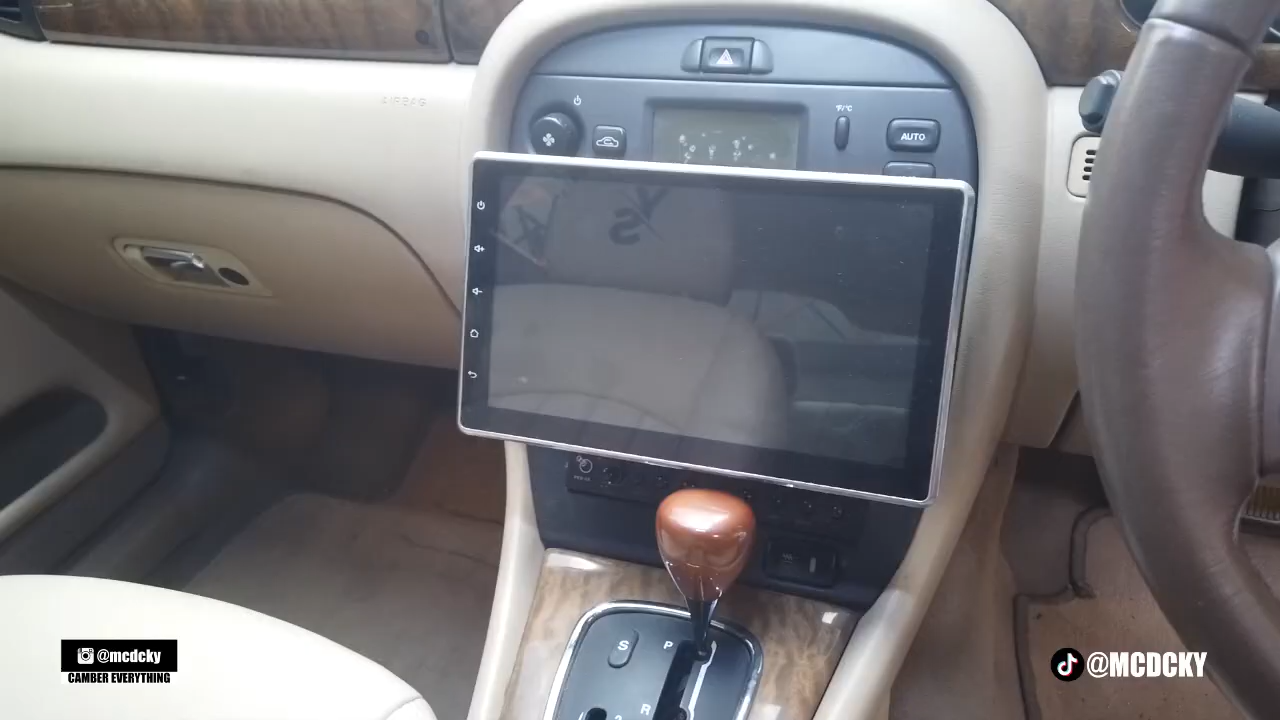 AIRBAG
°F/°C
AUTO
S
P
R
@mcdcky
CAMBER EVERYTHING
@MCDCKY